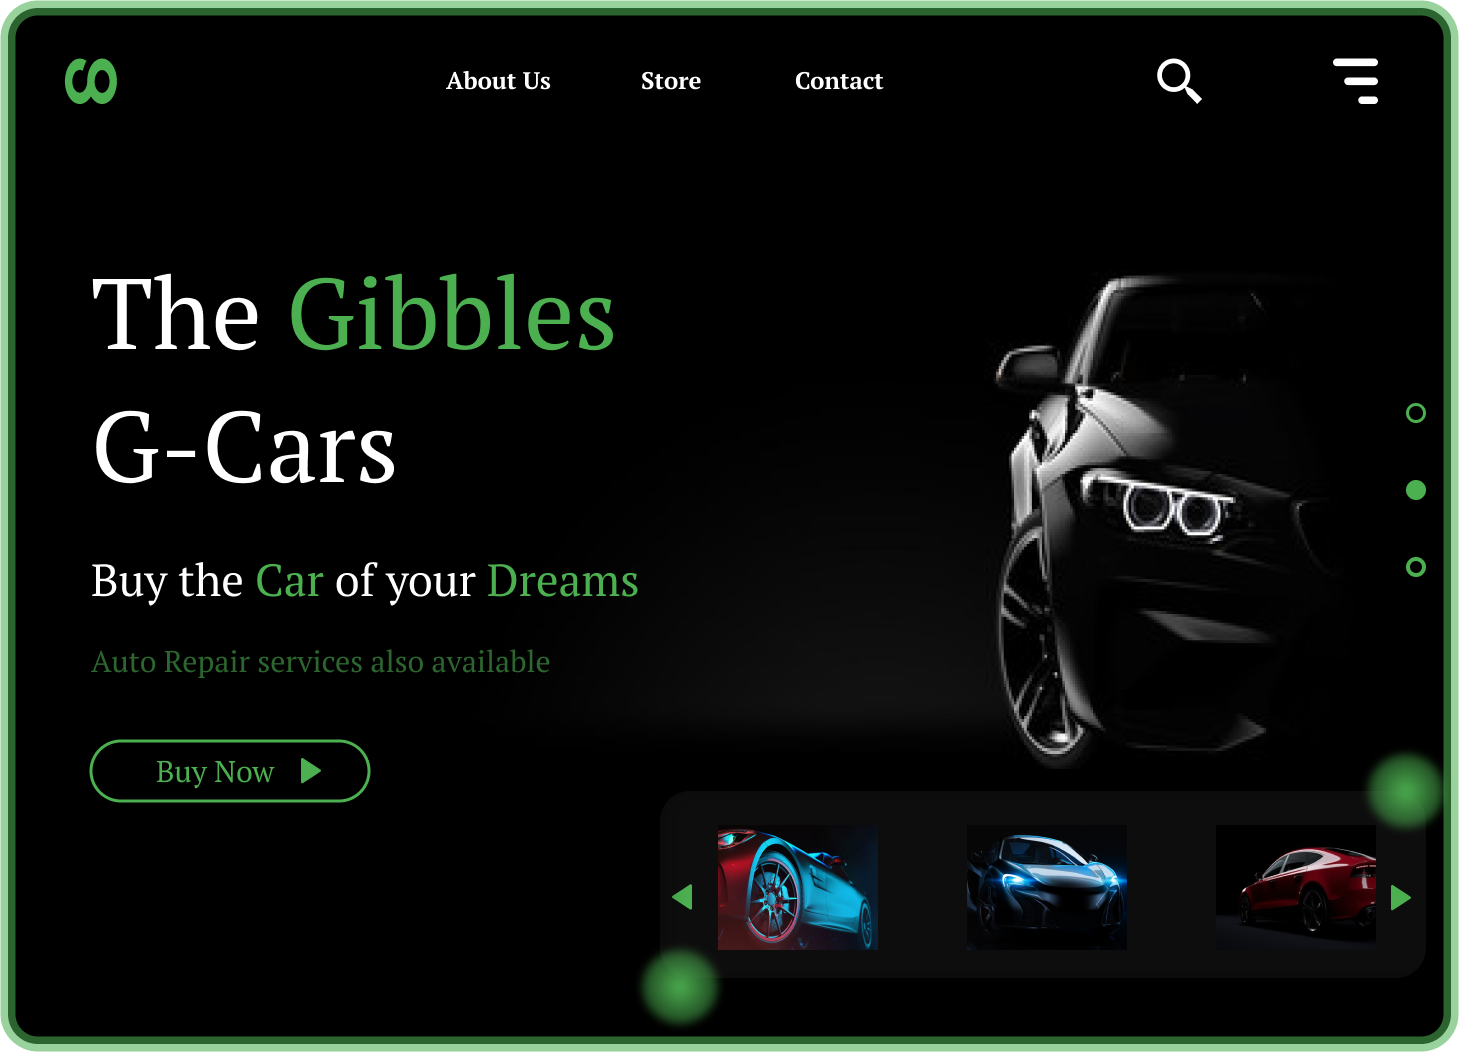 About Us
Store
Contact
The Gibbles
G-Cars
Buy the Car of your Dreams
Auto Repair services also available
Buy Now